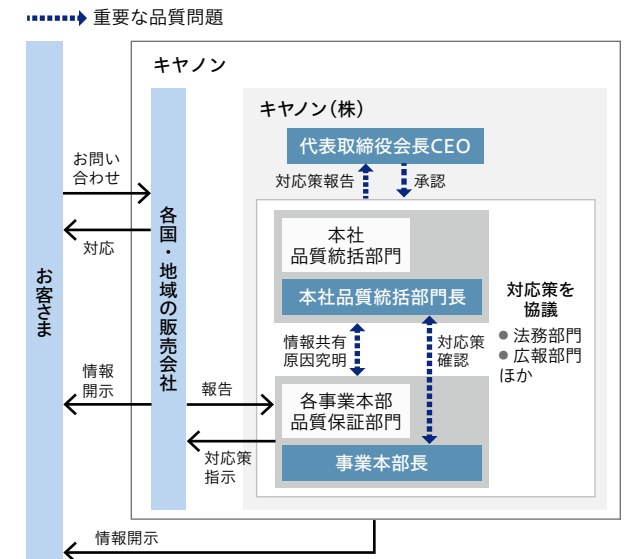 重要な品質問題
キヤノン
キヤノン(株)
代表取締役会長CEO
対応策報告
承認
お問い
合わせ
対応
お客さま
各国・地域の販売会社
本社
品質統括部門
本社品質統括部門長
対応策を
協議
● 法務部門
● 広報部門
ほか
情報共有
原因究明
対応策
確認
情報
開示
報告
各事業本部
品質保証部門
対応策
指示
事業本部長
情報開示